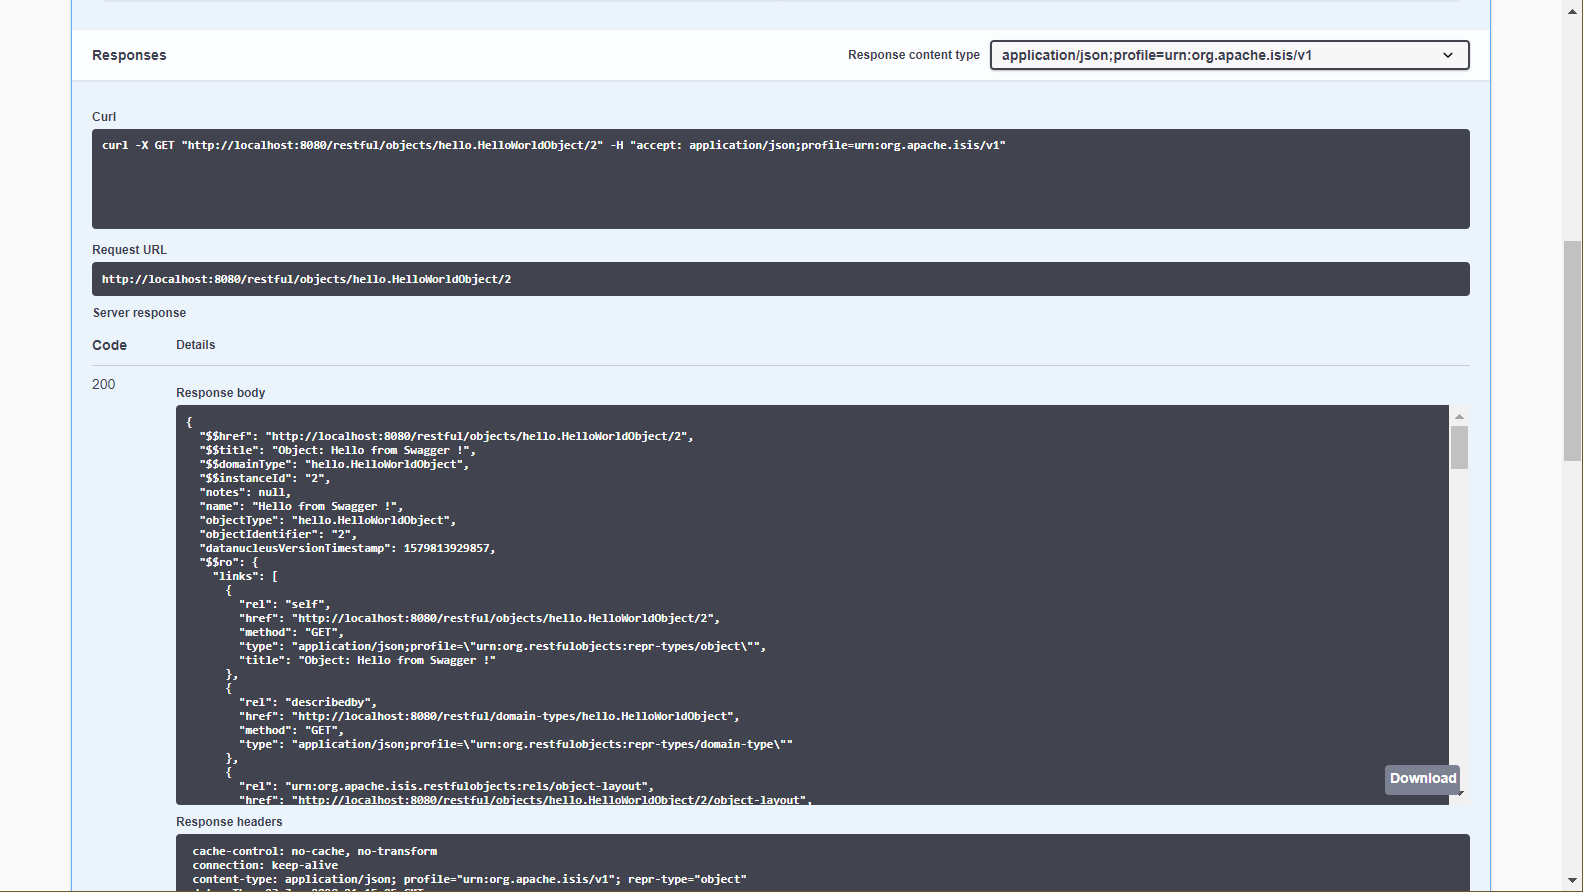 Responses
Response content type application/json;profile=urn:org.apache.isis/v1
Curl
curl -X GET "http://localhost:8080/restful/objects/hello.HelloWorldObject/2" -H "accept: application/json;profile=urn:org.apache.isis/v1"
Request URL
http://localhost:8080/restful/objects/hello.HelloWorldObject/2
Server response
Code Details
200
Response body
{
  "$$href": "http://localhost:8080/restful/objects/hello.HelloWorldObject/2",
  "$$title": "Object: Hello from Swagger !",
  "$$domainType": "hello.HelloWorldObject",
  "$$instanceId": "2",
  "notes": null,
  "name": "Hello from Swagger !",
  "objectType": "hello.HelloWorldObject",
  "objectIdentifier": "2",
  "datanucleusVersionTimestamp": 1579813929857,
  "$$ro": {
    "links": [
      {
        "rel": "self",
        "href": "http://localhost:8080/restful/objects/hello.HelloWorldObject/2",
        "method": "GET",
        "type": "application/json;profile=\"urn:org.restfulobjects:repr-types/object\"",
        "title": "Object: Hello from Swagger !"
      },
      {
        "rel": "describedby",
        "href": "http://localhost:8080/restful/domain-types/hello.HelloWorldObject",
        "method": "GET",
        "type": "application/json;profile=\"urn:org.restfulobjects:repr-types/domain-type\""
      },
      {
        "rel": "urn:org.apache.isis.restfulobjects:rels/object-layout",
        "href": "http://localhost:8080/restful/objects/hello.HelloWorldObject/2/object-layout",
Download
Response headers
cache-control: no-cache, no-transform
connection: keep-alive
content-type: application/json; profile="urn:org.apache.isis/v1"; repr-type="object"